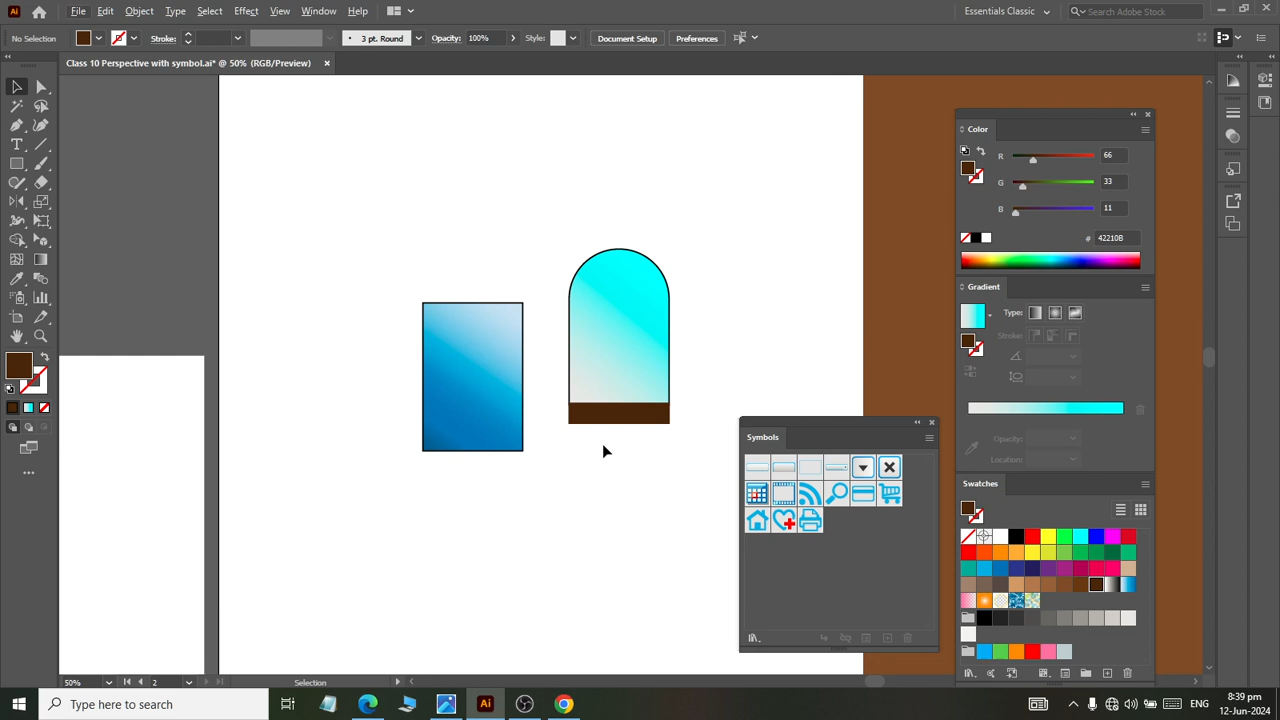 Ai File Edit Object Type Select Effect View Window Help Essentials Classic Search Adobe Stock
No Selection Stroke: 3 pt. Round Opacity: 100% Style: Document Setup Preferences
Class 10 Perspective with symbol.ai* @ 50% (RGB/Preview)
Color
R 66
G 33
B 11
# 42210B
Gradient
Type:
Stroke:
Opacity:
Location:
Symbols
Swatches
50% 2 Selection
Type here to search Ai ENG 8:39 pm
12-Jun-2024